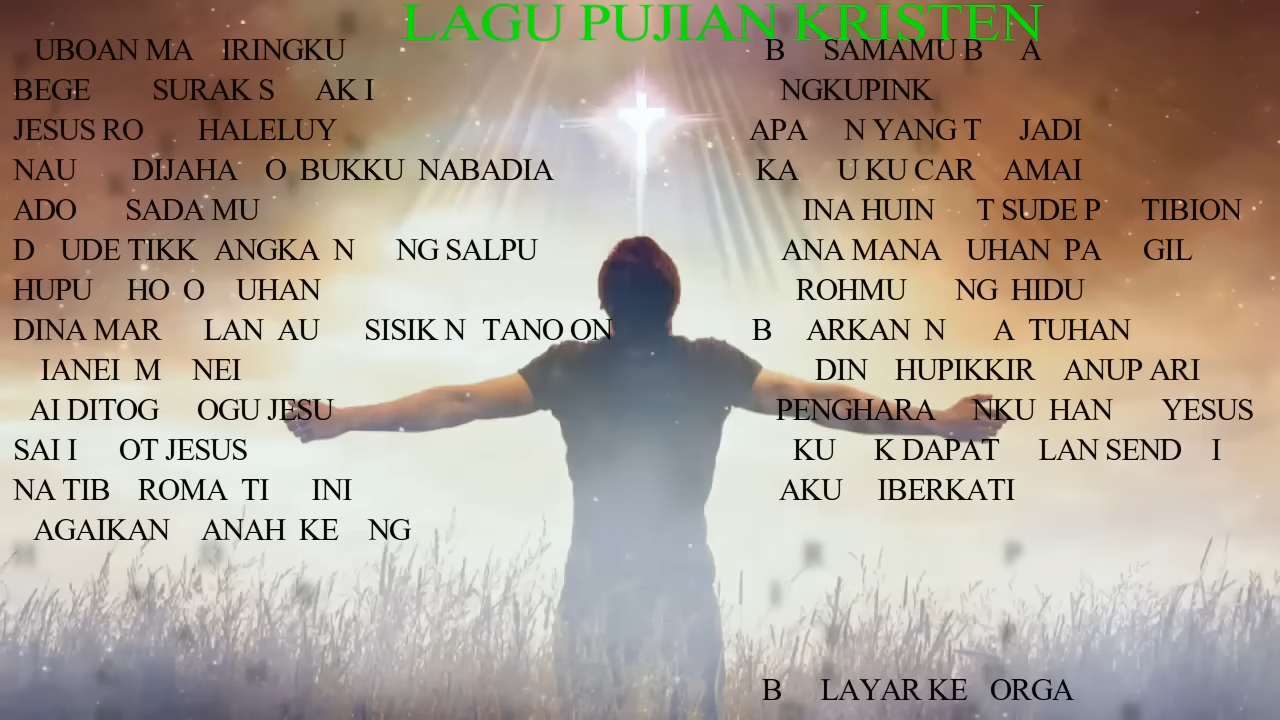 LAGU PUJIAN KRISTEN
UBOAN MA IRINGKU
BEGE SURAK S AK I
JESUS RO HALELUY
NAU DIJAHA O BUKKU NABADIA
ADO SADA MU
D UDE TIKK ANGKA N NG SALPU
HUPU HO O UHAN
DINA MAR LAN AU SISIK N TANO ON
IANEI M NEI
AI DITOG OGU JESU
SAI I OT JESUS
NA TIB ROMA TI INI
AGAIKAN ANAH KE NG
B SAMAMU B A
NGKUPINK
APA N YANG T JADI
KA U KU CAR AMAI
INA HUIN T SUDE P TIBION
ANA MANA UHAN PA GIL
ROHMU NG HIDU
B ARKAN N A TUHAN
DIN HUPIKKIR ANUP ARI
PENGHARA NKU HAN YESUS
KU K DAPAT LAN SEND I
AKU IBERKATI
B LAYAR KE ORGA